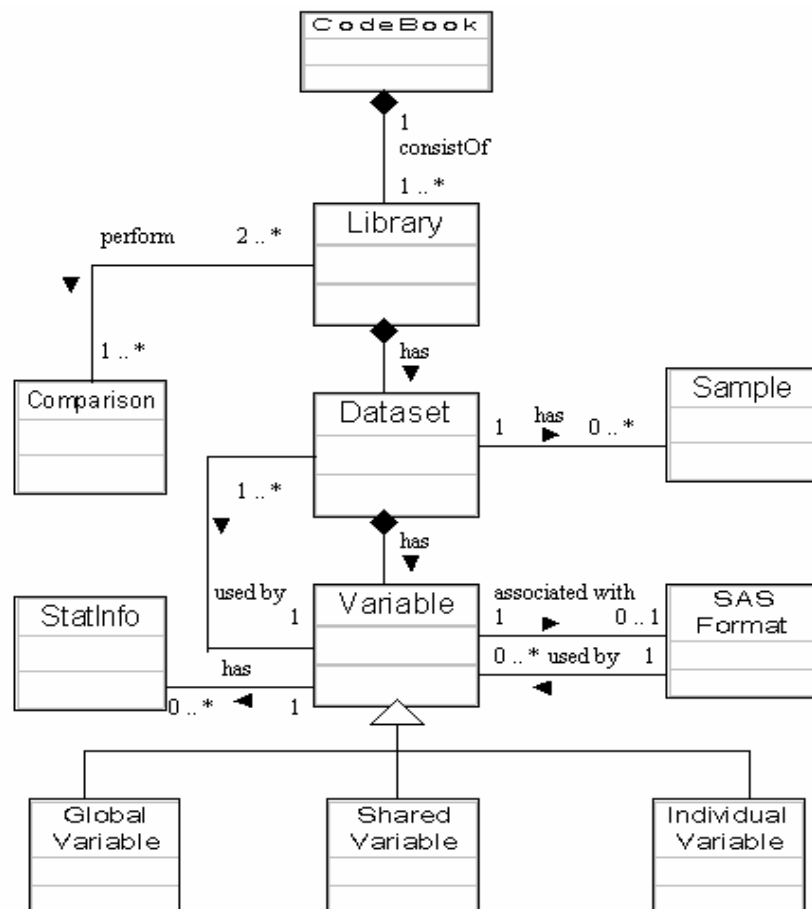 CodeBook
1
consistOf
1 .. *
Library
perform
2 .. *
1 .. *
has
Comparison
Dataset
Sample
1
has
0 .. *
1 .. *
has
used by
1
StatInfo
Variable
associated with
1
0 .. 1
SAS
Format
0 .. *
used by
1
has
0 .. *
1
Global
Variable
Shared
Variable
Individual
Variable